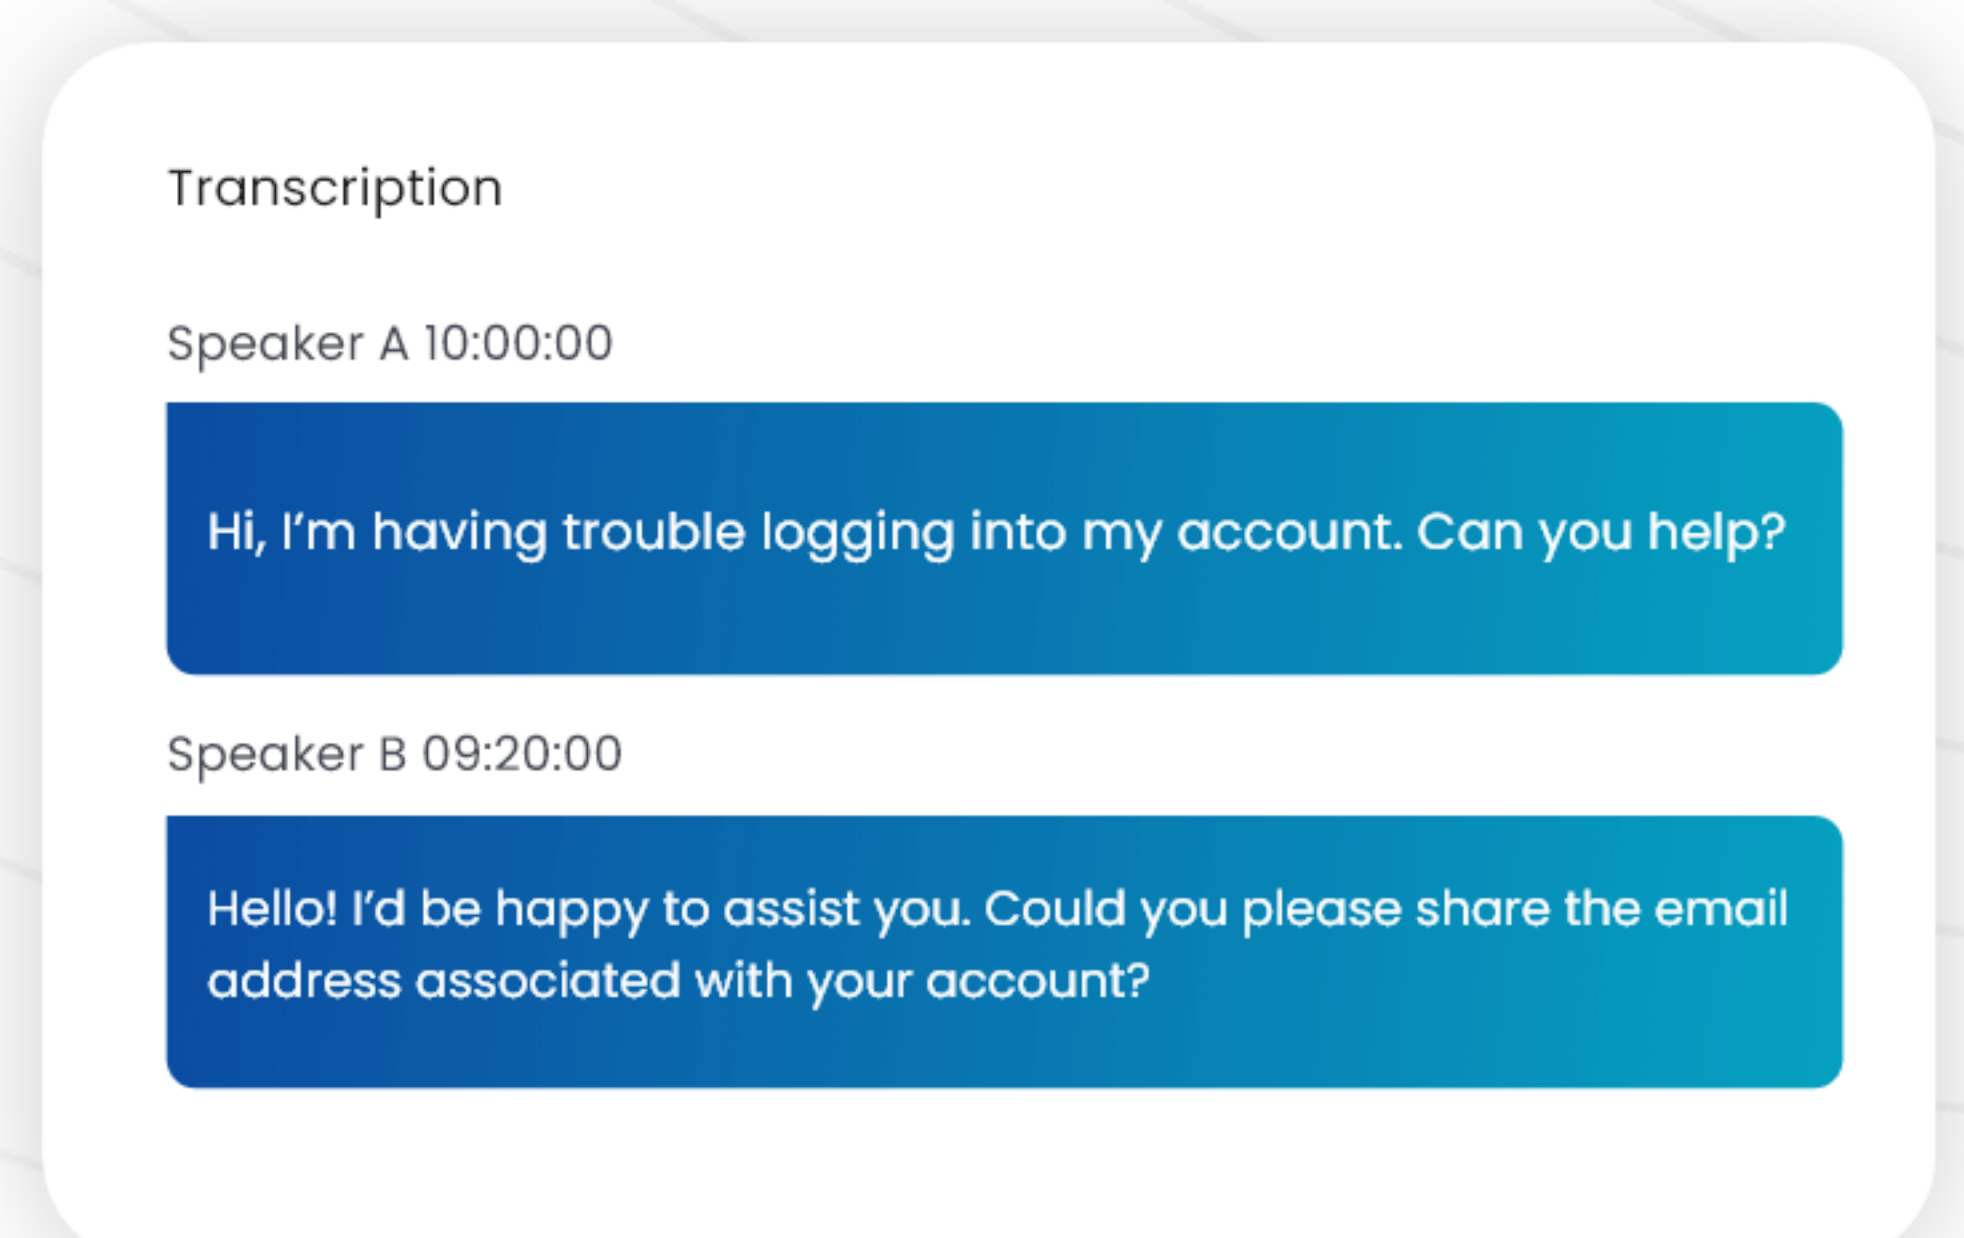 Transcription
Speaker A 10:00:00
Hi, I’m having trouble logging into my account. Can you help?
Speaker B 09:20:00
Hello! I’d be happy to assist you. Could you please share the email
address associated with your account?